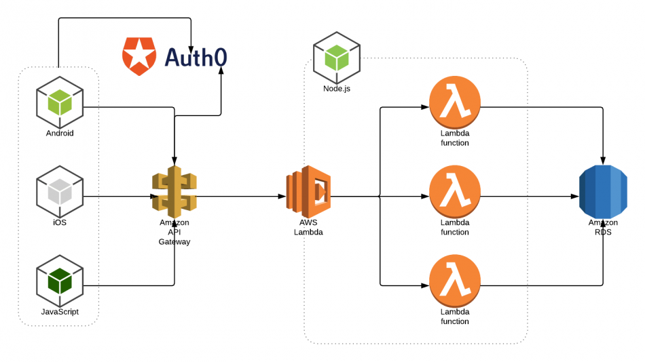 Auth0
Node.js
Android
Lambda
function
iOS
Amazon
API
Gateway
AWS
Lambda
Lambda
function
Amazon
RDS
JavaScript
Lambda
function